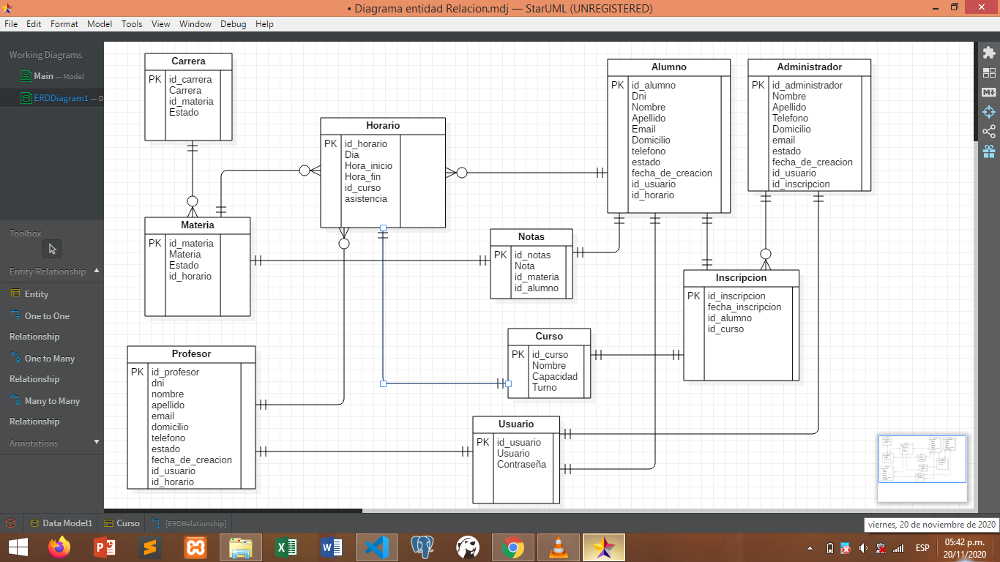 • Diagrama entidad Relacion.mdj — StarUML (UNREGISTERED)
File Edit Format Model Tools View Window Debug Help
Working Diagrams
Main — Model
ERDDiagram1 — D
Toolbox
Entity-Relationship
Entity
One to One
Relationship
One to Many
Relationship
Many to Many
Relationship
Annotations
Carrera
PK id_carrera
Carrera
id_materia
Estado
Horario
PK id_horario
Dia
Hora_inicio
Hora_fin
id_curso
asistencia
Alumno
PK id_alumno
Dni
Nombre
Apellido
Email
Domicilio
telefono
estado
fecha_de_creacion
id_usuario
id_horario
Administrador
PK id_administrador
Nombre
Apellido
Telefono
Domicilio
email
estado
fecha_de_creacion
id_usuario
id_inscripcion
Materia
PK id_materia
Materia
Estado
id_horario
Notas
PK id_notas
Nota
id_materia
id_alumno
Inscripcion
PK id_inscripcion
fecha_inscripcion
id_alumno
id_curso
Profesor
PK id_profesor
dni
nombre
apellido
email
domicilio
telefono
estado
fecha_de_creacion
id_usuario
id_horario
Curso
PK id_curso
Nombre
Capacidad
Turno
Usuario
PK id_usuario
Usuario
Contraseña
Data Model1 Curso [ERDRelationship]
viernes, 20 de noviembre de 2020
ESP
05:42 p.m.
20/11/2020